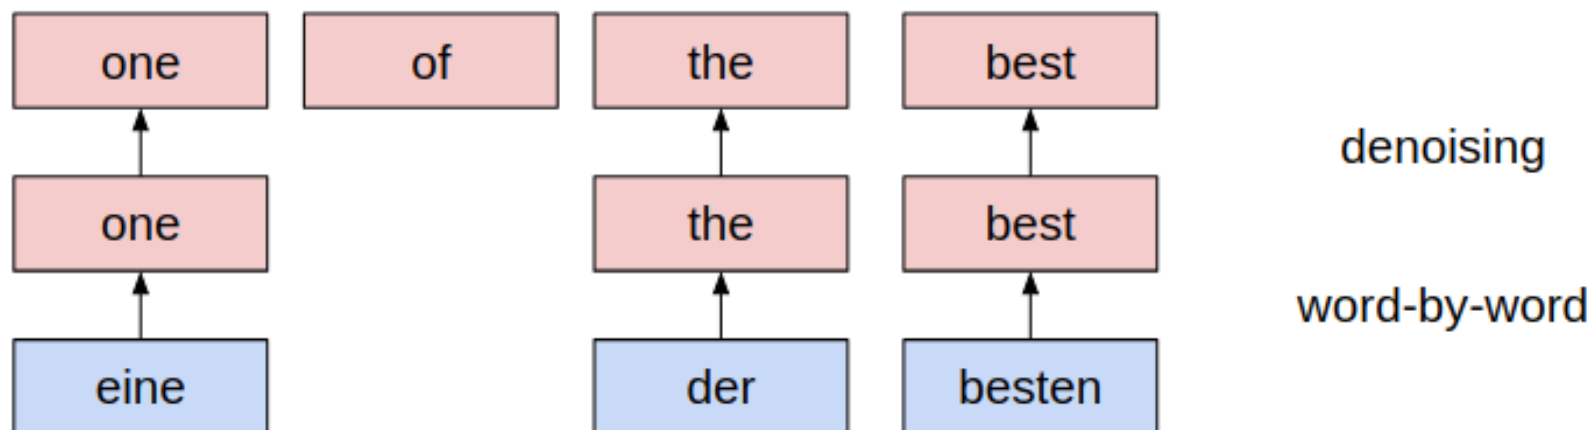 one of the best
denoising
one the best
word-by-word
eine der besten